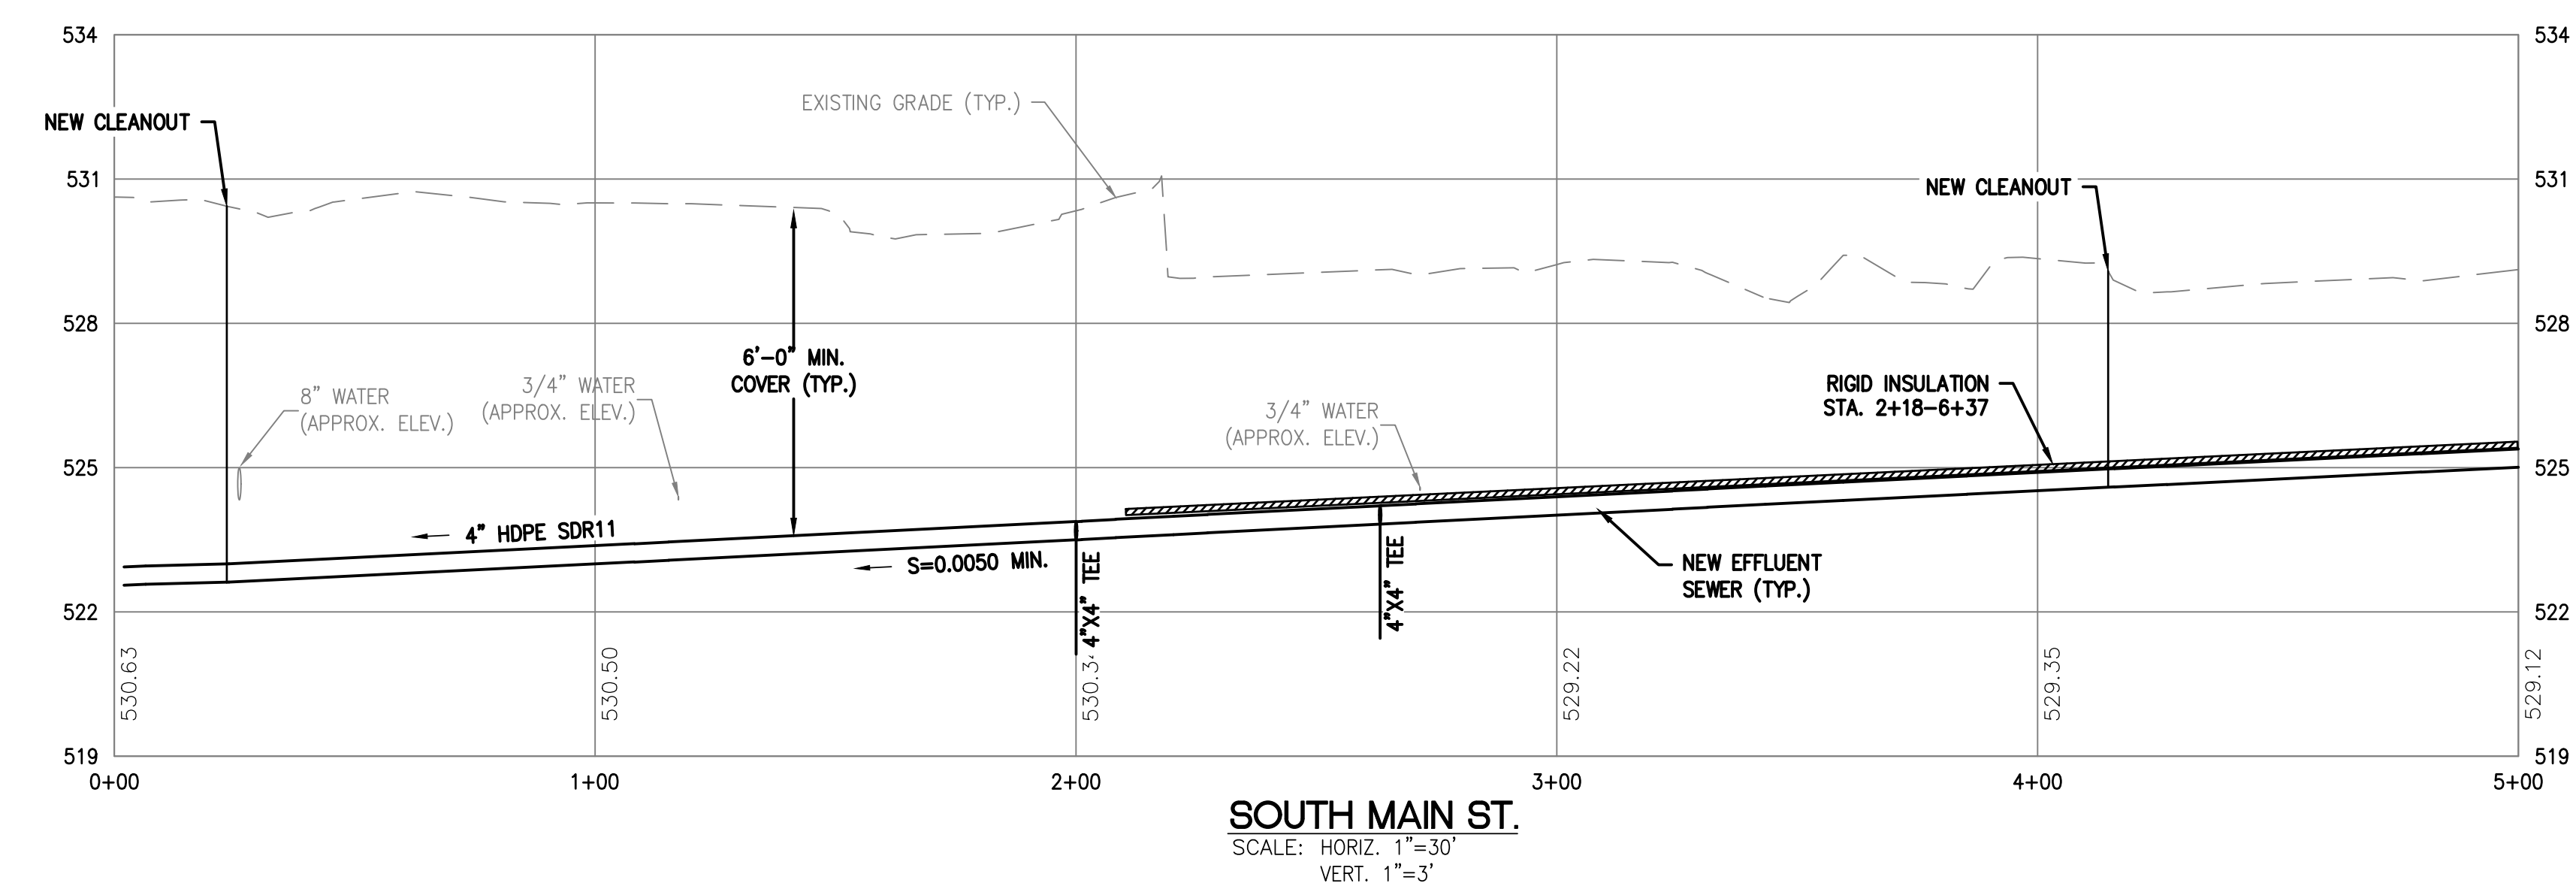 534
534
EXISTING GRADE (TYP.)
NEW CLEANOUT
531
531
NEW CLEANOUT
528
528
6'-0" MIN.
COVER (TYP.)
8" WATER
(APPROX. ELEV.)
3/4" WATER
(APPROX. ELEV.)
3/4" WATER
(APPROX. ELEV.)
RIGID INSULATION
STA. 2+18-6+37
525
525
4" HDPE SDR11
S=0.0050 MIN.
4"X4" TEE
4"X4" TEE
NEW EFFLUENT
SEWER (TYP.)
522
522
530.63
530.50
529.22
529.35
529.12
519
519
0+00
1+00
2+00
3+00
4+00
5+00
SOUTH MAIN ST.
SCALE: HORIZ. 1"=30'
VERT. 1"=3'